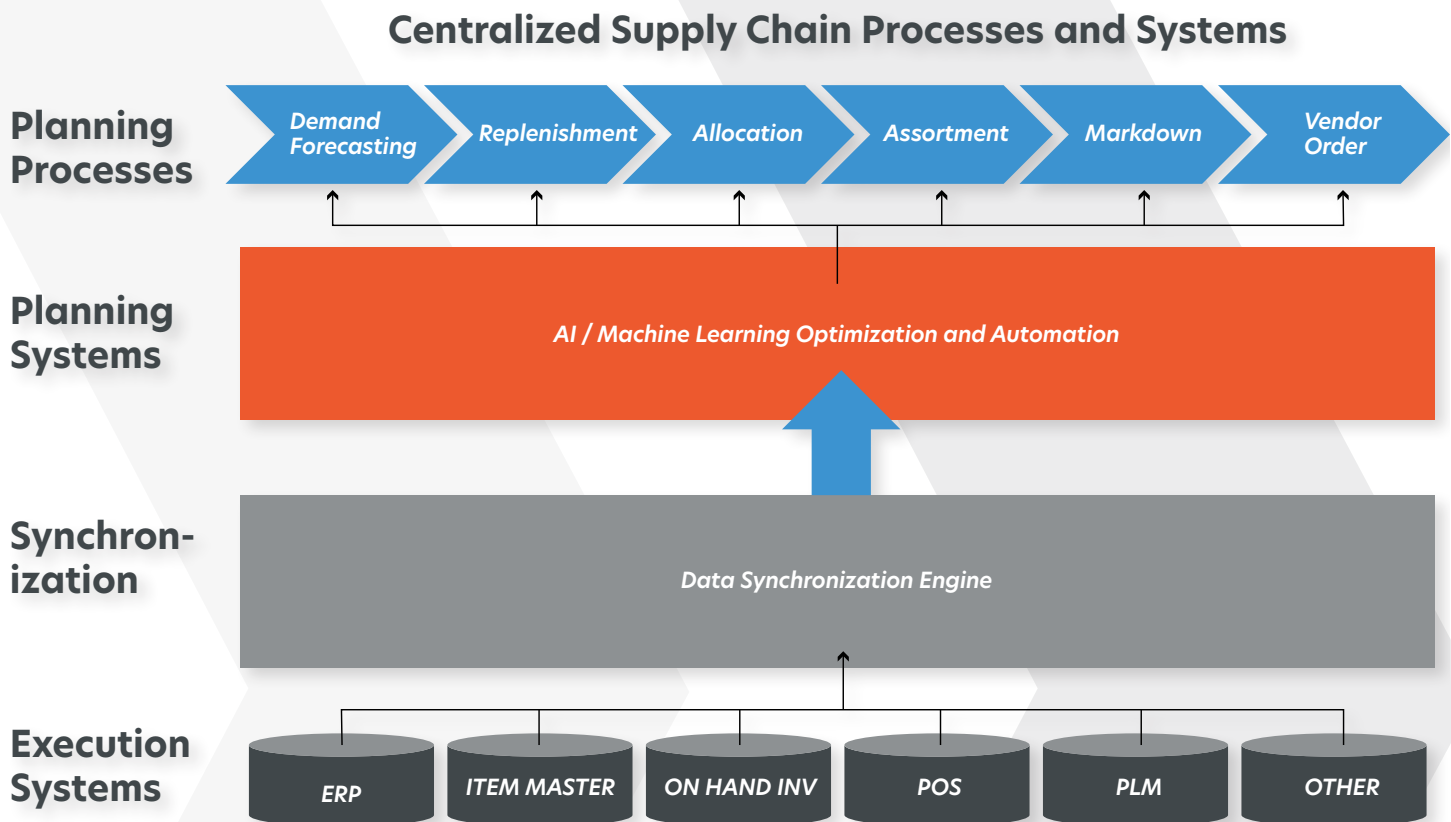 Centralized Supply Chain Processes and Systems
Planning
Processes
Demand
Forecasting
Replenishment
Allocation
Assortment
Markdown
Vendor
Order
Planning
Systems
AI / Machine Learning Optimization and Automation
Synchron-
ization
Data Synchronization Engine
Execution
Systems
ERP
ITEM MASTER
ON HAND INV
POS
PLM
OTHER